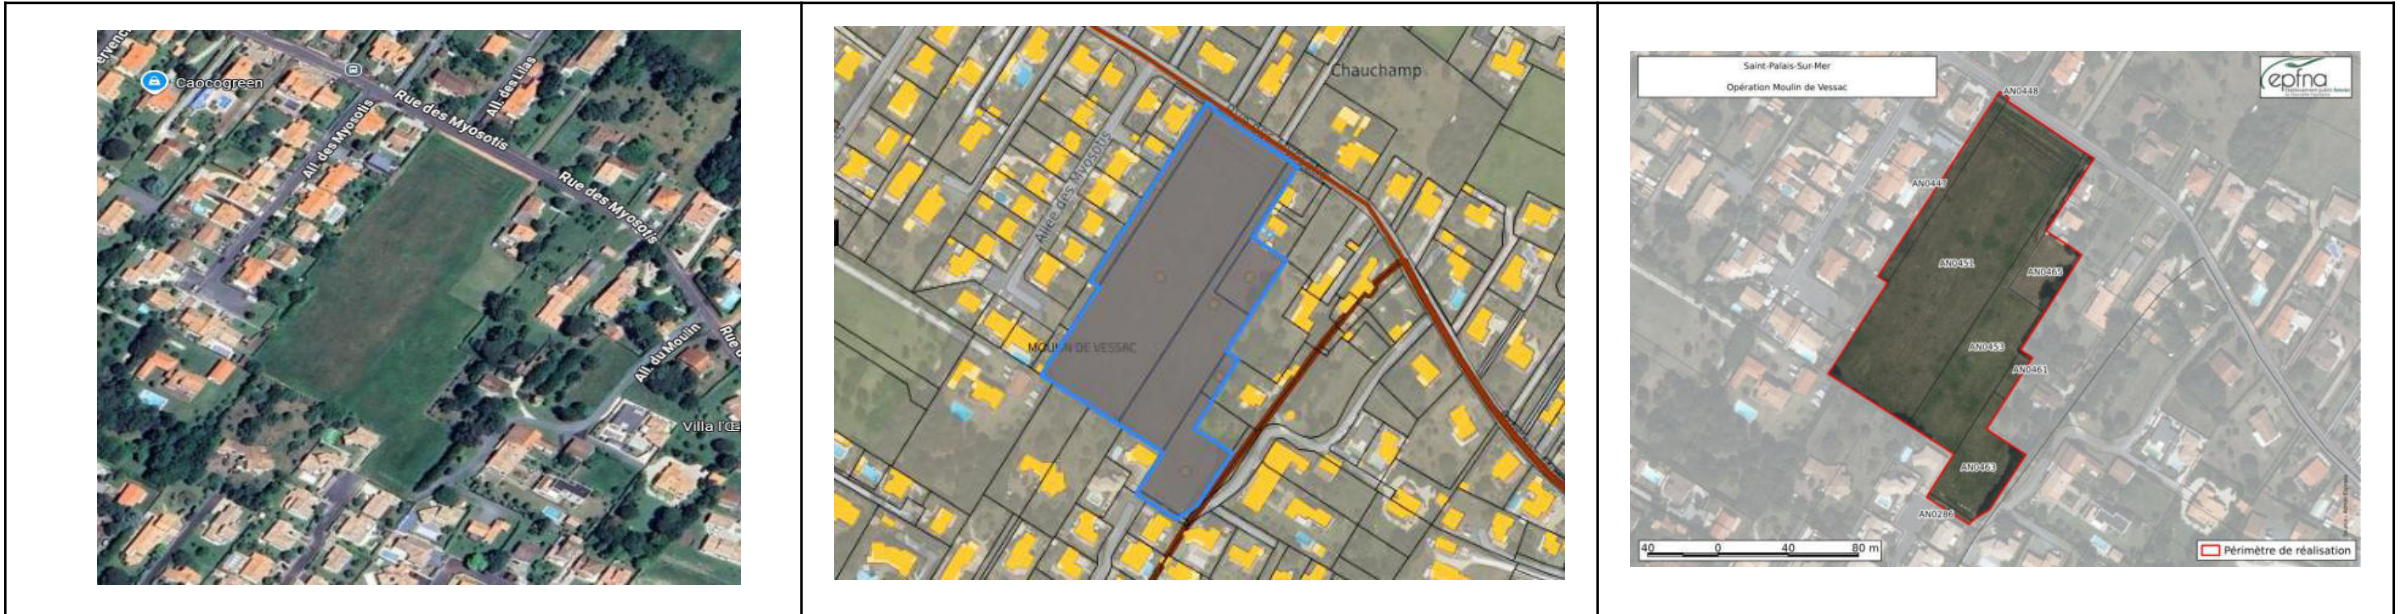 Caocogreen
All. des Myosotis
All. des Lilas
Rue des Myosotis
Rue des Myosotis
All. du Moulin
Villa l'Œ
Chauchamp
Allée des Myosotis
MOULIN DE VESSAC
Saint-Palais-Sur-Mer
Opération Moulin de Vessac
epfna
AN0448
AN0447
AN0451
AN0465
AN0453
AN0461
AN0463
AN0286
40 0 40 80 m
Périmètre de réalisation